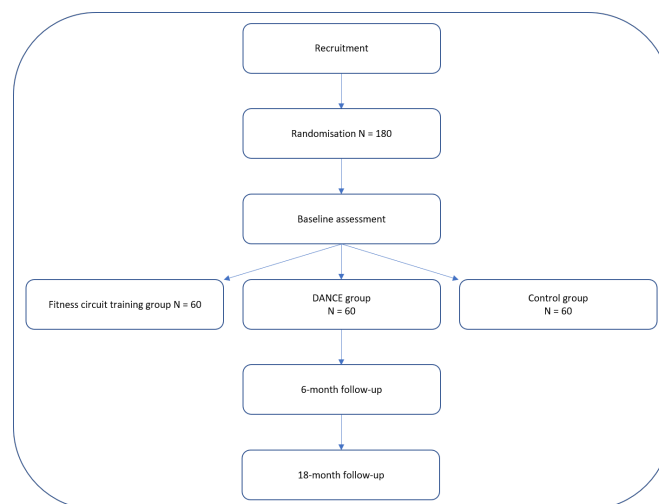 Recruitment
Randomisation N = 180
Baseline assessment
Fitness circuit training group N = 60
DANCE group
N = 60
Control group
N = 60
6-month follow-up
18-month follow-up